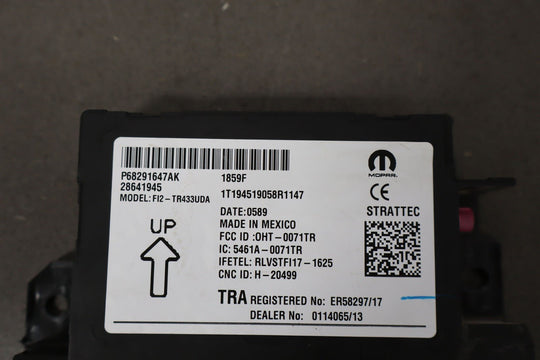 P68291647AK 1859F
28641945
MODEL: FI2-TR433UDA 1T194519058R1147
MOPAR.
CE
STRATTEC
UP
DATE:0589
MADE IN MEXICO
FCC ID :OHT-0071TR
IC: 5461A-0071TR
IFETEL: RLVSTFI17-1625
CNC ID: H-20499
TRA REGISTERED No: ER58297/17
DEALER No: 0114065/13